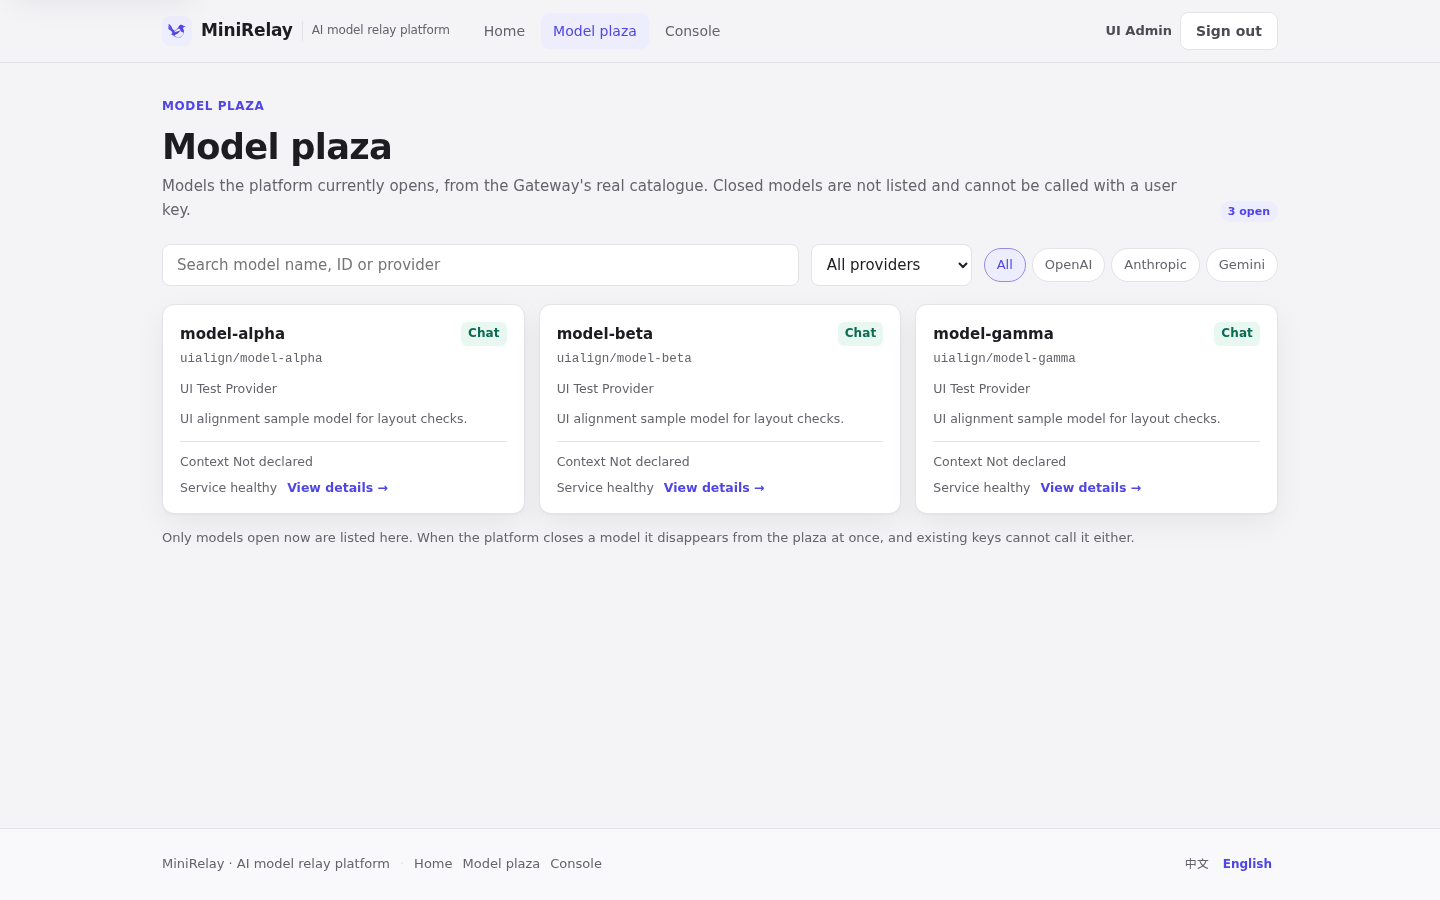 MiniRelay AI model relay platform Home Model plaza Console UI Admin Sign out
MODEL PLAZA
Model plaza
Models the platform currently opens, from the Gateway's real catalogue. Closed models are not listed and cannot be called with a user
key.
3 open
Search model name, ID or provider All providers All OpenAI Anthropic Gemini
model-alpha Chat
uialign/model-alpha
UI Test Provider
UI alignment sample model for layout checks.
Context Not declared
Service healthy View details →
model-beta Chat
uialign/model-beta
UI Test Provider
UI alignment sample model for layout checks.
Context Not declared
Service healthy View details →
model-gamma Chat
uialign/model-gamma
UI Test Provider
UI alignment sample model for layout checks.
Context Not declared
Service healthy View details →
Only models open now are listed here. When the platform closes a model it disappears from the plaza at once, and existing keys cannot call it either.
MiniRelay · AI model relay platform · Home Model plaza Console 中文 English